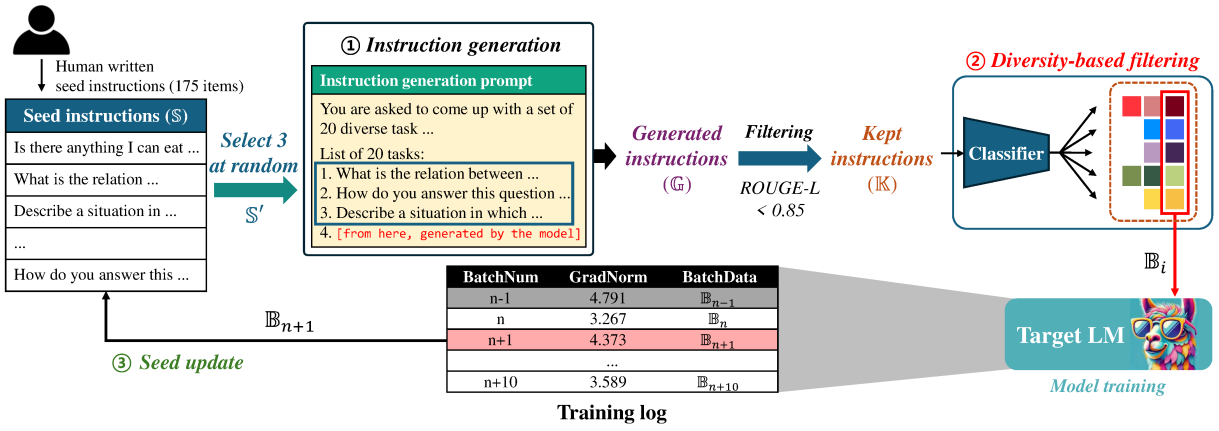 Human written
seed instructions (175 items)
Seed instructions (𝕊)
Is there anything I can eat ...
What is the relation ...
Describe a situation in ...
...
How do you answer this ...
Select 3
at random
𝕊′
① Instruction generation
Instruction generation prompt
You are asked to come up with a set of
20 diverse task ...
List of 20 tasks:
1. What is the relation between ...
2. How do you answer this question ...
3. Describe a situation in which ...
4. [from here, generated by the model]
Generated
instructions
(𝔾)
Filtering
ROUGE-L
< 0.85
Kept
instructions
(𝕂)
② Diversity-based filtering
Classifier
𝔹i
Target LM
Model training
BatchNum GradNorm BatchData
n-1 4.791 𝔹n−1
n 3.267 𝔹n
n+1 4.373 𝔹n+1
...
n+10 3.589 𝔹n+10
Training log
𝔹n+1
③ Seed update